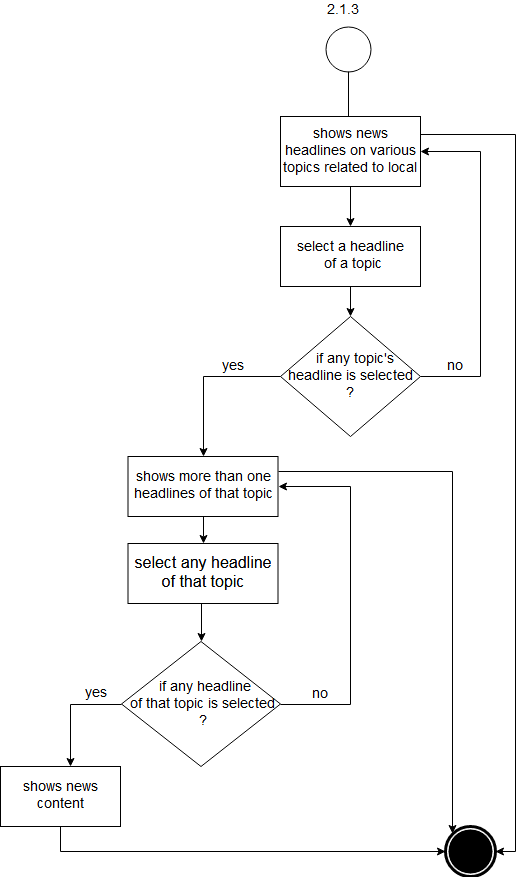 2.1.3
shows news
headlines on various
topics related to local
select a headline
of a topic
if any topic's
headline is selected
?
yes
no
shows more than one
headlines of that topic
select any headline
of that topic
if any headline
of that topic is selected
?
yes
no
shows news
content